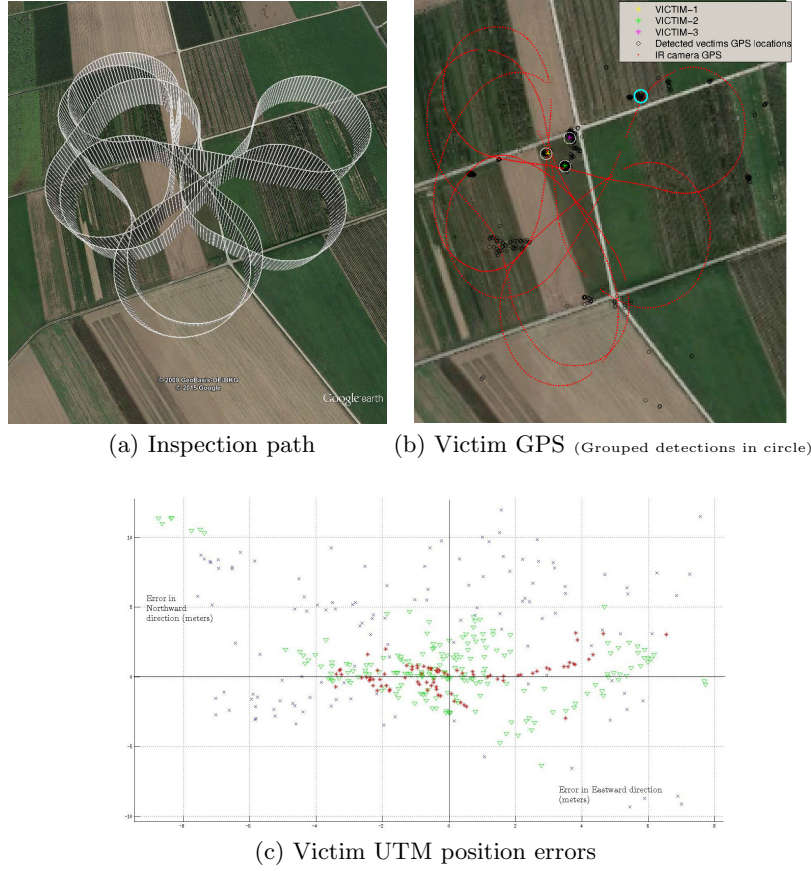 VICTIM-1
VICTIM-2
VICTIM-3
Detected vectims GPS locations
IR camera GPS
© 2009 GeoBasis-DE/BKG
© 2015 Google
Google earth
(a) Inspection path
(b) Victim GPS (Grouped detections in circle)
10
Error in
Northward
direction (meters)
5
0
-5
Error in Eastward direction
(meters)
-10
-8 -6 -4 -2 0 2 4 6 8
(c) Victim UTM position errors